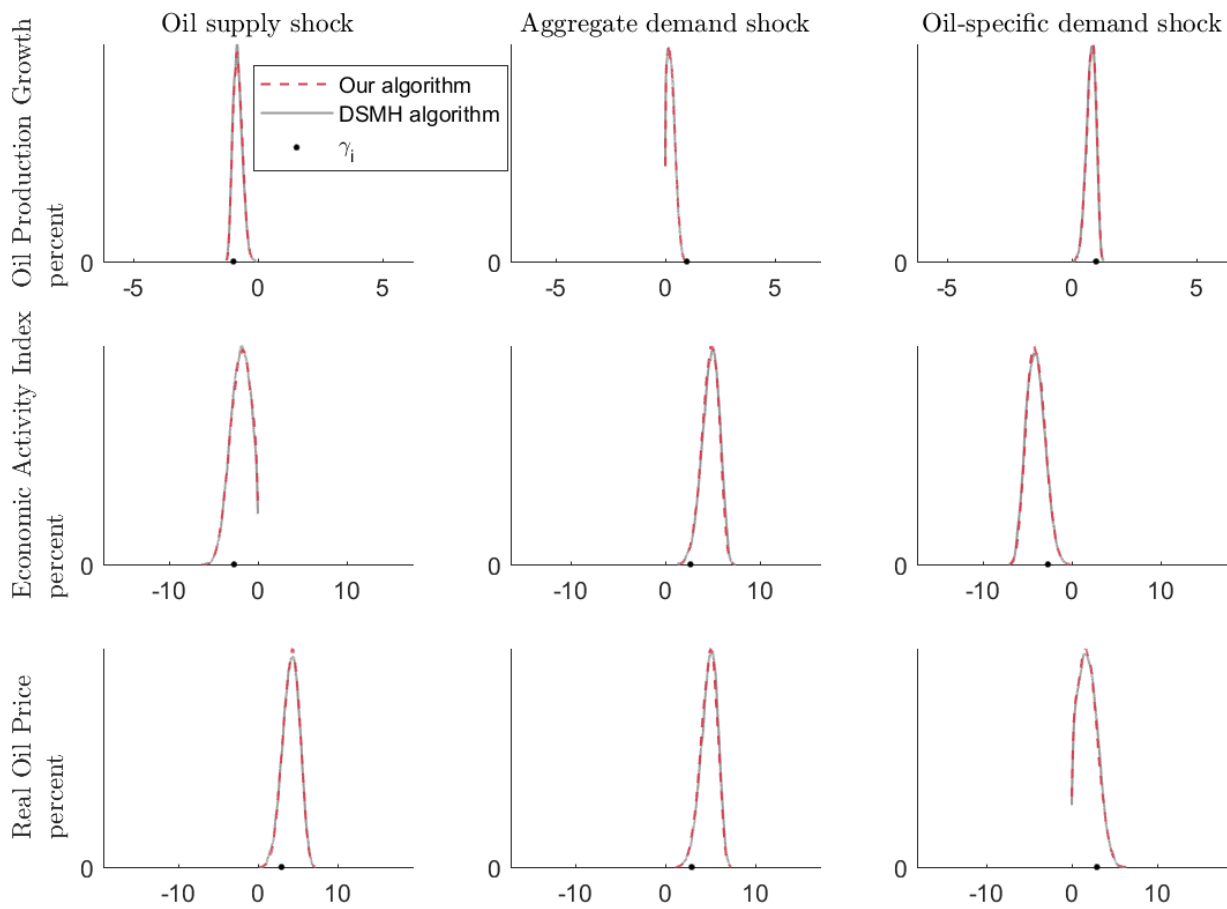 Oil supply shock
Aggregate demand shock
Oil-specific demand shock
Oil Production Growth
percent
Our algorithm
DSMH algorithm
γi
0
-5 0 5
0
-5 0 5
0
-5 0 5
Economic Activity Index
percent
0
-10 0 10
0
-10 0 10
0
-10 0 10
Real Oil Price
percent
0
-10 0 10
0
-10 0 10
0
-10 0 10